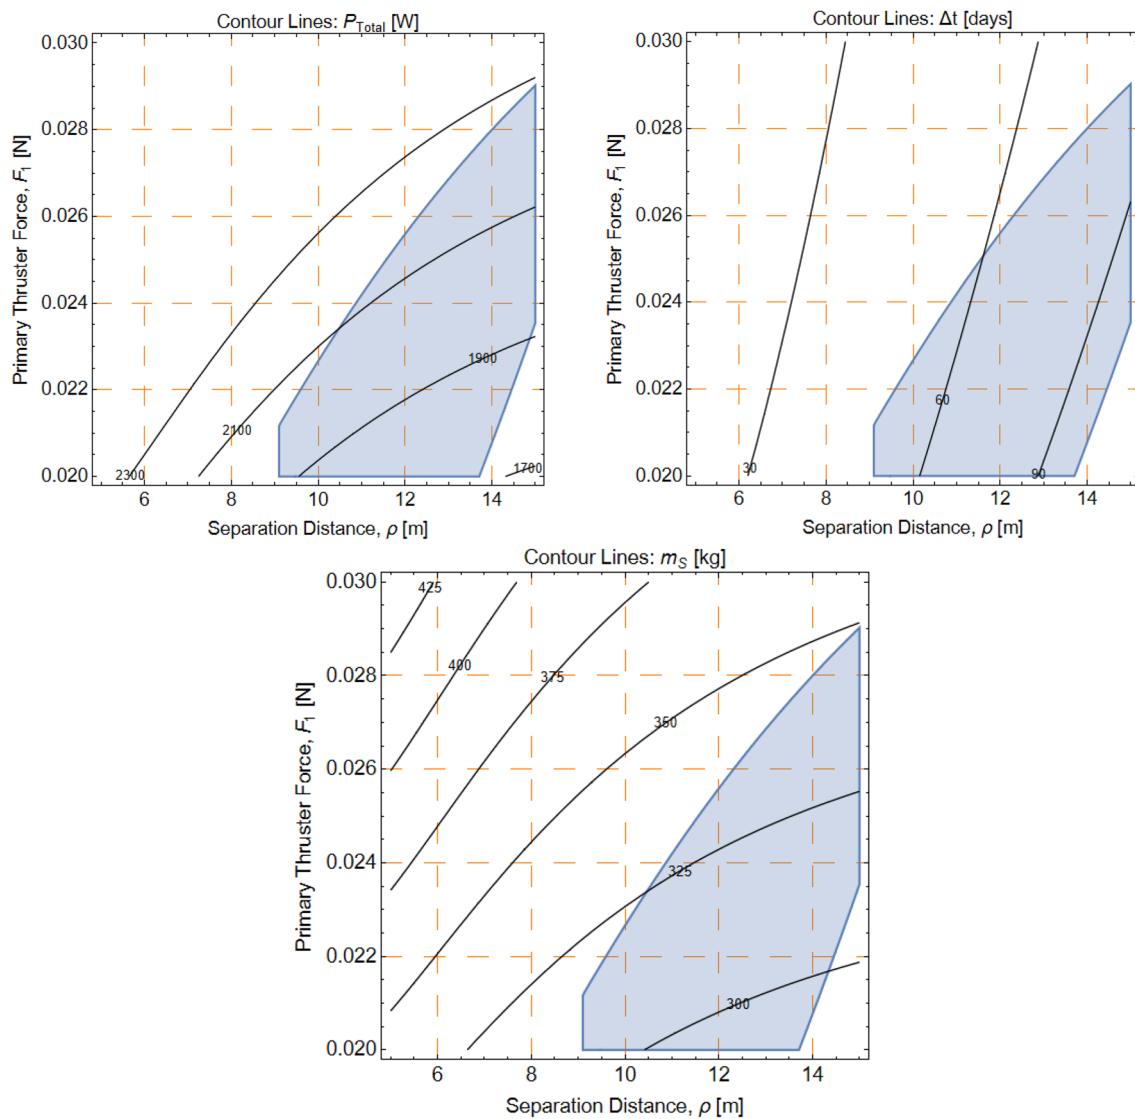 Contour Lines: P_Total [W]
0.030
0.028
0.026
0.024
0.022
0.020
Primary Thruster Force, F₁ [N]
2300
2100
1900
1700
6 8 10 12 14
Separation Distance, ρ [m]
Contour Lines: Δt [days]
0.030
0.028
0.026
0.024
0.022
0.020
Primary Thruster Force, F₁ [N]
30
60
90
6 8 10 12 14
Separation Distance, ρ [m]
Contour Lines: m_S [kg]
0.030
0.028
0.026
0.024
0.022
0.020
Primary Thruster Force, F₁ [N]
425
400
375
350
325
300
6 8 10 12 14
Separation Distance, ρ [m]